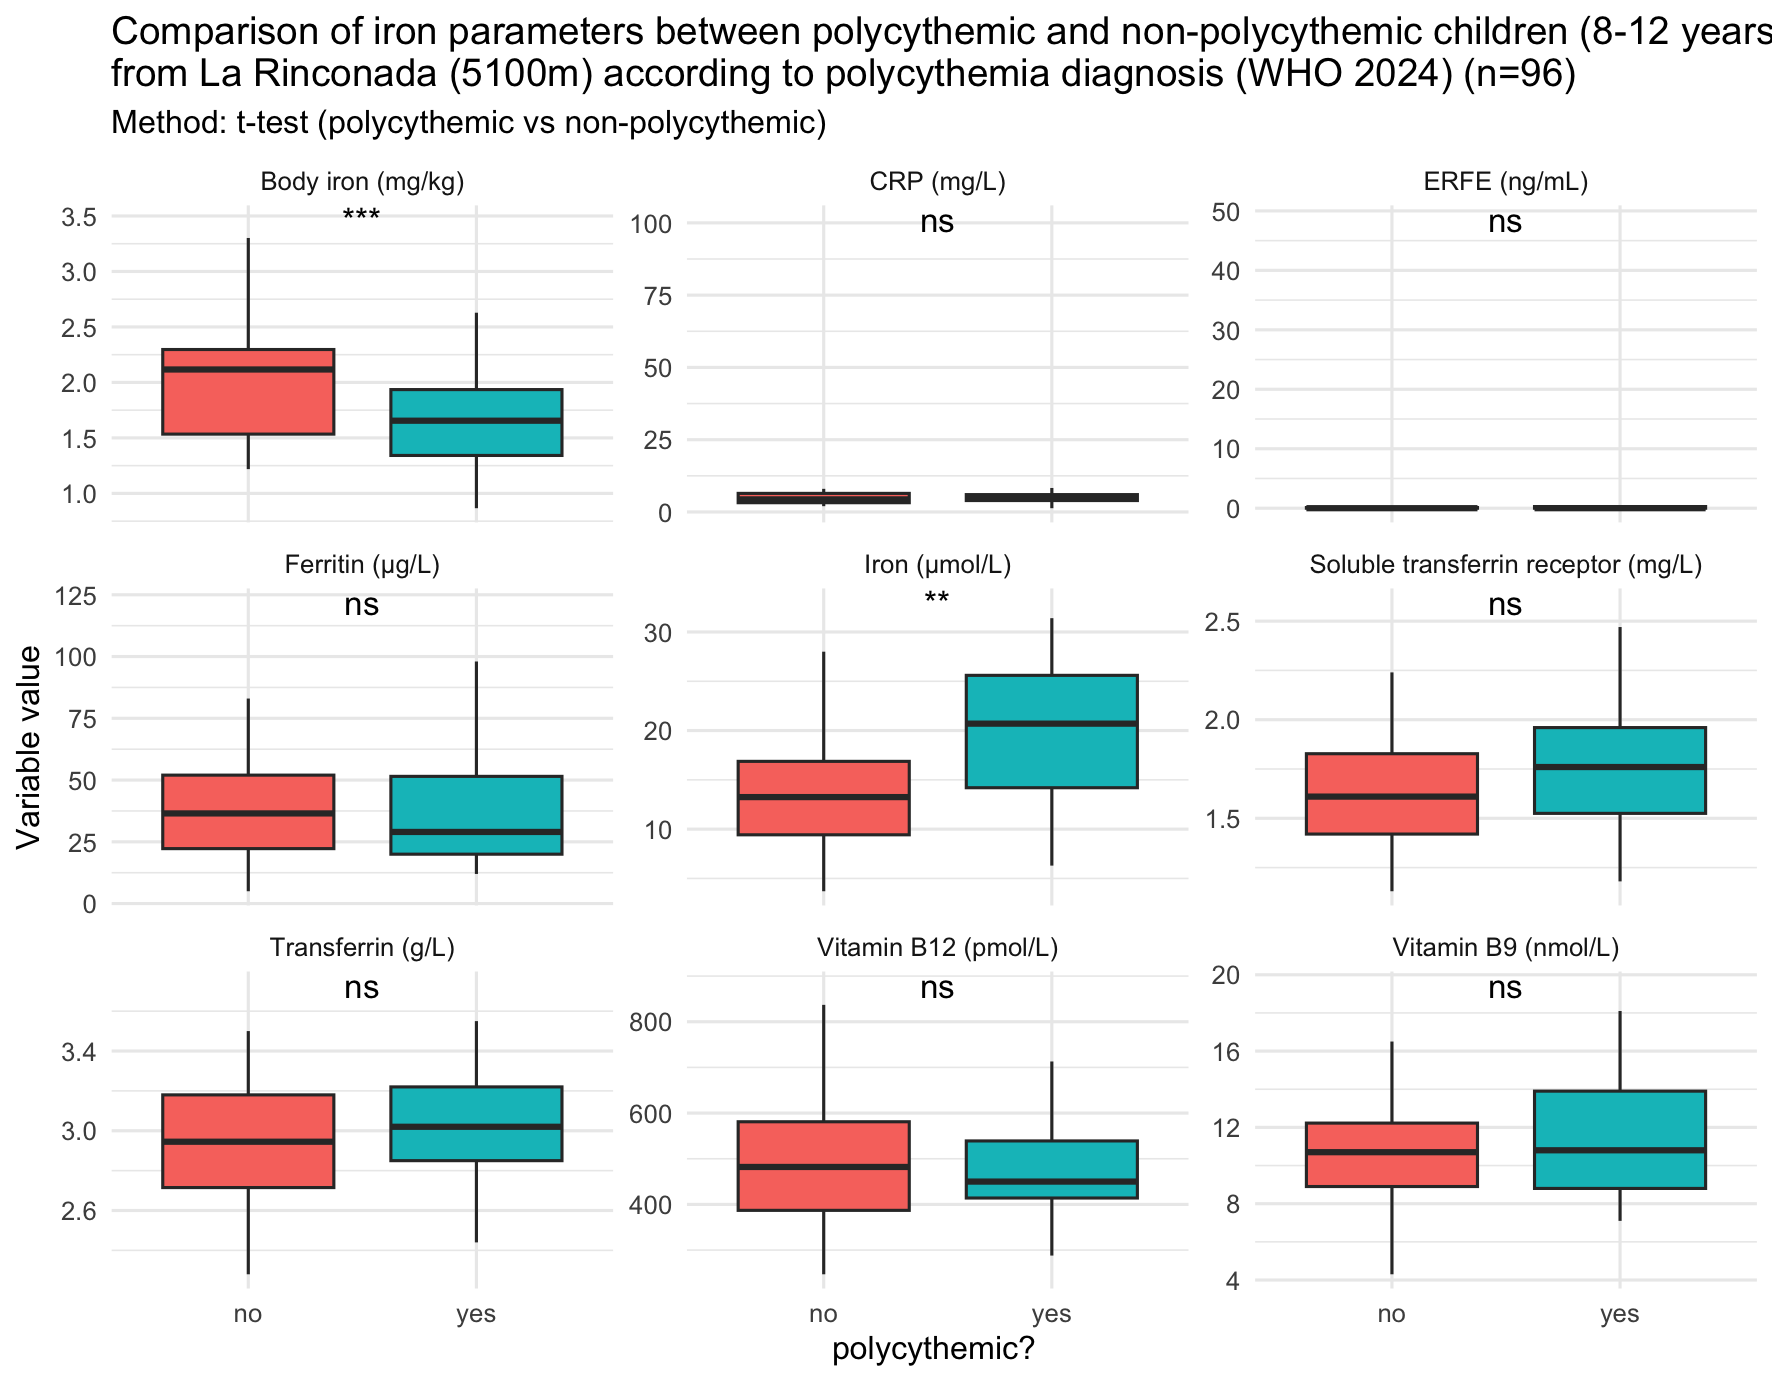 Comparison of iron parameters between polycythemic and non-polycythemic children (8-12 years
from La Rinconada (5100m) according to polycythemia diagnosis (WHO 2024) (n=96)
Method: t-test (polycythemic vs non-polycythemic)
Body iron (mg/kg)
CRP (mg/L)
ERFE (ng/mL)
***
ns
ns
3.5
3.0
2.5
2.0
1.5
1.0
100
75
50
25
0
50
40
30
20
10
0
Ferritin (µg/L)
Iron (µmol/L)
Soluble transferrin receptor (mg/L)
ns
**
ns
125
100
75
50
25
0
30
20
10
2.5
2.0
1.5
Variable value
Transferrin (g/L)
Vitamin B12 (pmol/L)
Vitamin B9 (nmol/L)
ns
ns
ns
3.4
3.0
2.6
800
600
400
20
16
12
8
4
no
yes
no
yes
no
yes
polycythemic?